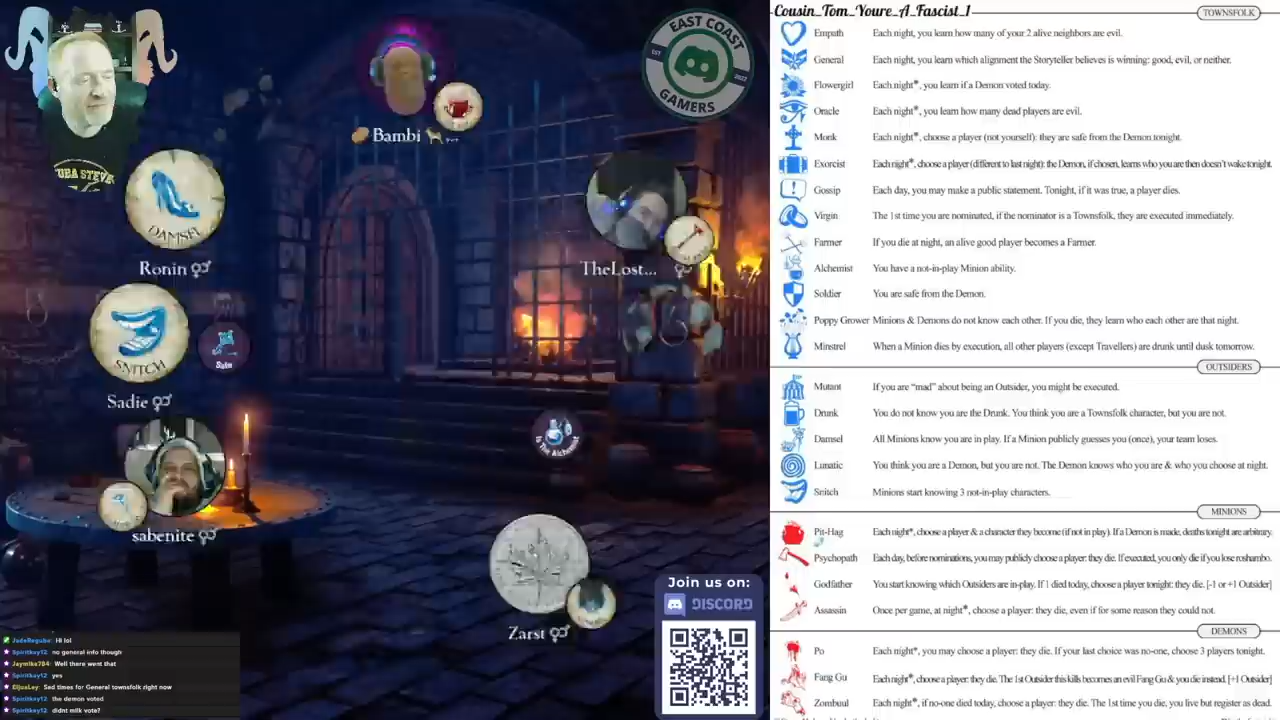 EAST COAST
EST
2022
GAMERS
Bambi
TUBA STEVE
DAMSEL
Ronin
TheLost...
SNITCH
Sadie
sabenite
Is The Alchemist
Zarst
Join us on:
DISCORD
JadeRegube: Hi lol
Spiritkey12: no general info though
Jaymike784: Well there went that
Spiritkey12: yes
EljusLey: Sad times for General townsfolk right now
Spiritkey12: the demon voted
Spiritkey12: didnt milk vote?
Cousin_Tom_Youre_A_Fascist_1
TOWNSFOLK
Empath Each night, you learn how many of your 2 alive neighbors are evil.
General Each night, you learn which alignment the Storyteller believes is winning: good, evil, or neither.
Flowergirl Each night*, you learn if a Demon voted today.
Oracle Each night*, you learn how many dead players are evil.
Monk Each night*, choose a player (not yourself): they are safe from the Demon tonight.
Exorcist Each night*, choose a player (different to last night): the Demon, if chosen, learns who you are then doesn't wake tonight.
Gossip Each day, you may make a public statement. Tonight, if it was true, a player dies.
Virgin The 1st time you are nominated, if the nominator is a Townsfolk, they are executed immediately.
Farmer If you die at night, an alive good player becomes a Farmer.
Alchemist You have a not-in-play Minion ability.
Soldier You are safe from the Demon.
Poppy Grower Minions & Demons do not know each other. If you die, they learn who each other are that night.
Minstrel When a Minion dies by execution, all other players (except Travellers) are drunk until dusk tomorrow.
OUTSIDERS
Mutant If you are “mad” about being an Outsider, you might be executed.
Drunk You do not know you are the Drunk. You think you are a Townsfolk character, but you are not.
Damsel All Minions know you are in play. If a Minion publicly guesses you (once), your team loses.
Lunatic You think you are a Demon, but you are not. The Demon knows who you are & who you choose at night.
Snitch Minions start knowing 3 not-in-play characters.
MINIONS
Pit-Hag Each night*, choose a player & a character they become (if not in play). If a Demon is made, deaths tonight are arbitrary.
Psychopath Each day, before nominations, you may publicly choose a player: they die. If executed, you only die if you lose roshambo.
Godfather You start knowing which Outsiders are in-play. If 1 died today, choose a player tonight: they die. [-1 or +1 Outsider]
Assassin Once per game, at night*, choose a player: they die, even if for some reason they could not.
DEMONS
Po Each night*, you may choose a player: they die. If your last choice was no-one, choose 3 players tonight.
Fang Gu Each night*, choose a player: they die. The 1st Outsider this kills becomes an evil Fang Gu & you die instead. [+1 Outsider]
Zombuul Each night*, if no-one died today, choose a player: they die. The 1st time you die, you live but register as dead.